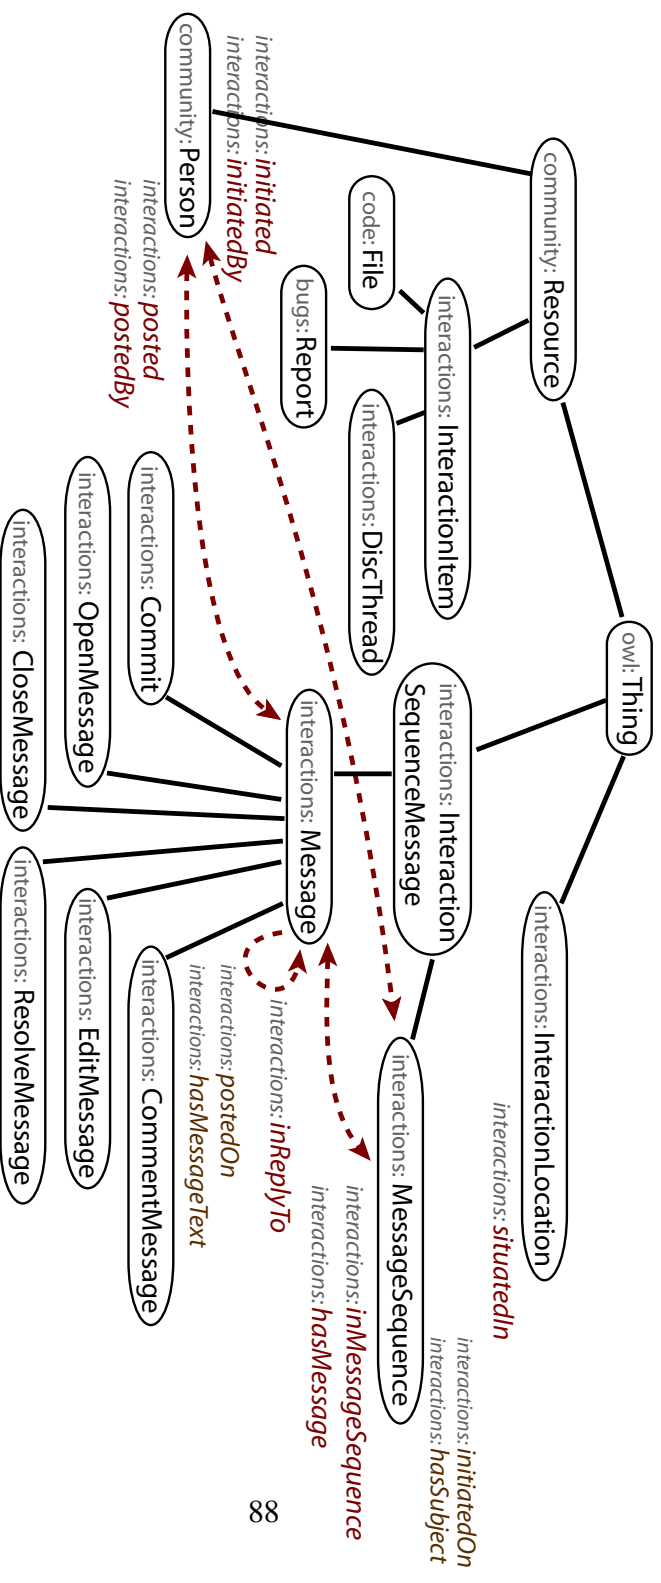 owl: Thing
community: Resource
interactions: InteractionLocation
interactions: situatedIn
interactions: InteractionItem
interactions: Interaction
SequenceMessage
interactions: initiatedOn
interactions: hasSubject
code: File
interactions: DiscThread
interactions: MessageSequence
bugs: Report
interactions: inMessageSequence
interactions: hasMessage
interactions: initiated
interactions: initiatedBy
interactions: Message
interactions: inReplyTo
community: Person
interactions: postedOn
interactions: hasMessageText
interactions: posted
interactions: postedBy
interactions: Commit
interactions: CommentMessage
interactions: OpenMessage
interactions: EditMessage
interactions: CloseMessage
interactions: ResolveMessage
88